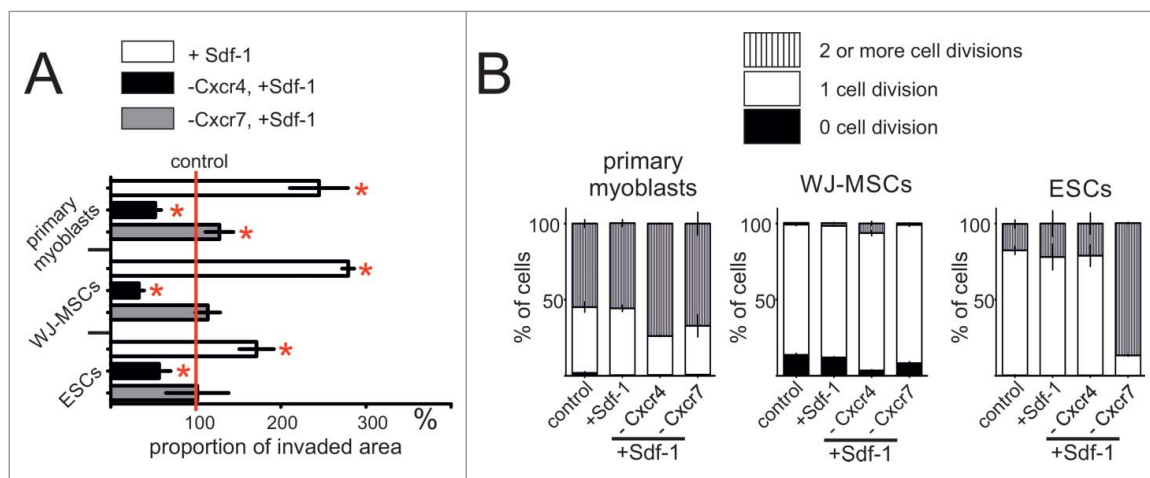 A
+ Sdf-1
-Cxcr4, +Sdf-1
-Cxcr7, +Sdf-1
control
primary
myoblasts
*
*
*
WJ-MSCs
*
*
ESCs
*
*
100
200
300
%
proportion of invaded area
B
2 or more cell divisions
1 cell division
0 cell division
primary
myoblasts
100
50
% of cells
control
+Sdf-1
- Cxcr4
- Cxcr7
+Sdf-1
WJ-MSCs
100
50
% of cells
control
+Sdf-1
- Cxcr4
- Cxcr7
+Sdf-1
ESCs
100
50
% of cells
control
+Sdf-1
- Cxcr4
- Cxcr7
+Sdf-1